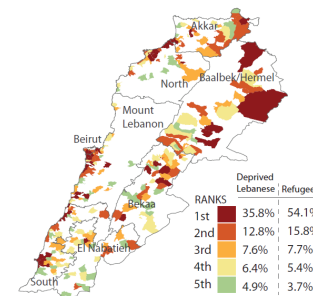 Akkar
Baalbek/Hermel
North
Mount
Lebanon
Beirut
Bekaa
El Nabatieh
South
Deprived
RANKS Lebanese Refugee
1st 35.8% 54.1%
2nd 12.8% 15.8%
3rd 7.6% 7.7%
4th 6.4% 5.4%
5th 4.9% 3.7%